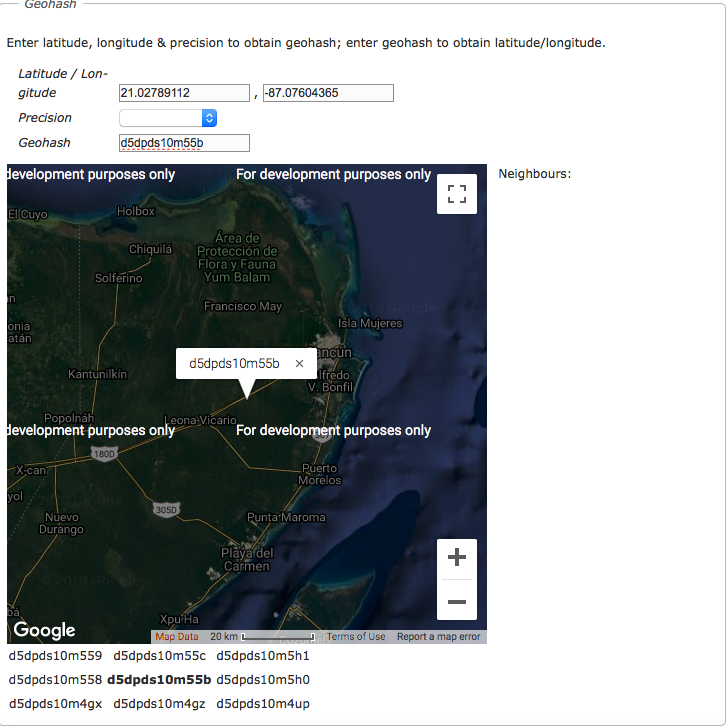 Geohash
Enter latitude, longitude & precision to obtain geohash; enter geohash to obtain latitude/longitude.
Latitude / Lon-
gitude
21.02789112 , -87.07604365
Precision
Geohash
d5dpds10m55b
Neighbours:
development purposes only
For development purposes only
El Cuyo
Holbox
Chiquilá
Área de
Protección de
Flora y Fauna
Yum Balam
Solferino
Francisco May
onia
atán
Isla Mujeres
ancún
d5dpds10m55b ×
lfredo
V. Bonfil
Kantunilkín
Popolnáh
Leona Vicario
development purposes only
For development purposes only
180D
X-can
Puerto
Morelos
yol
305D
Nuevo
Durango
Punta Maroma
Playa del
Carmen
Xpu Ha
Google
Map Data
20 km
Terms of Use
Report a map error
d5dpds10m559 d5dpds10m55c d5dpds10m5h1
d5dpds10m558 d5dpds10m55b d5dpds10m5h0
d5dpds10m4gx d5dpds10m4gz d5dpds10m4up